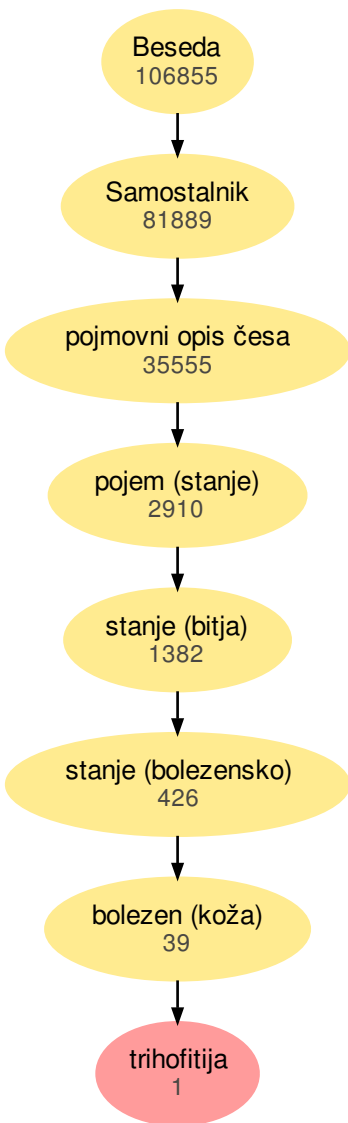 Beseda
106855
Samostalnik
81889
pojmovni opis česa
35555
pojem (stanje)
2910
stanje (bitja)
1382
stanje (bolezensko)
426
bolezen (koža)
39
trihofitija
1